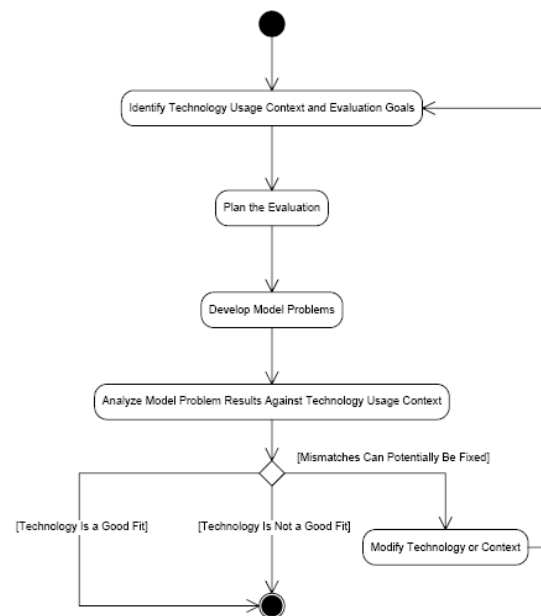 Identify Technology Usage Context and Evaluation Goals
Plan the Evaluation
Develop Model Problems
Analyze Model Problem Results Against Technology Usage Context
[Mismatches Can Potentially Be Fixed]
[Technology Is a Good Fit]
[Technology Is Not a Good Fit]
Modify Technology or Context